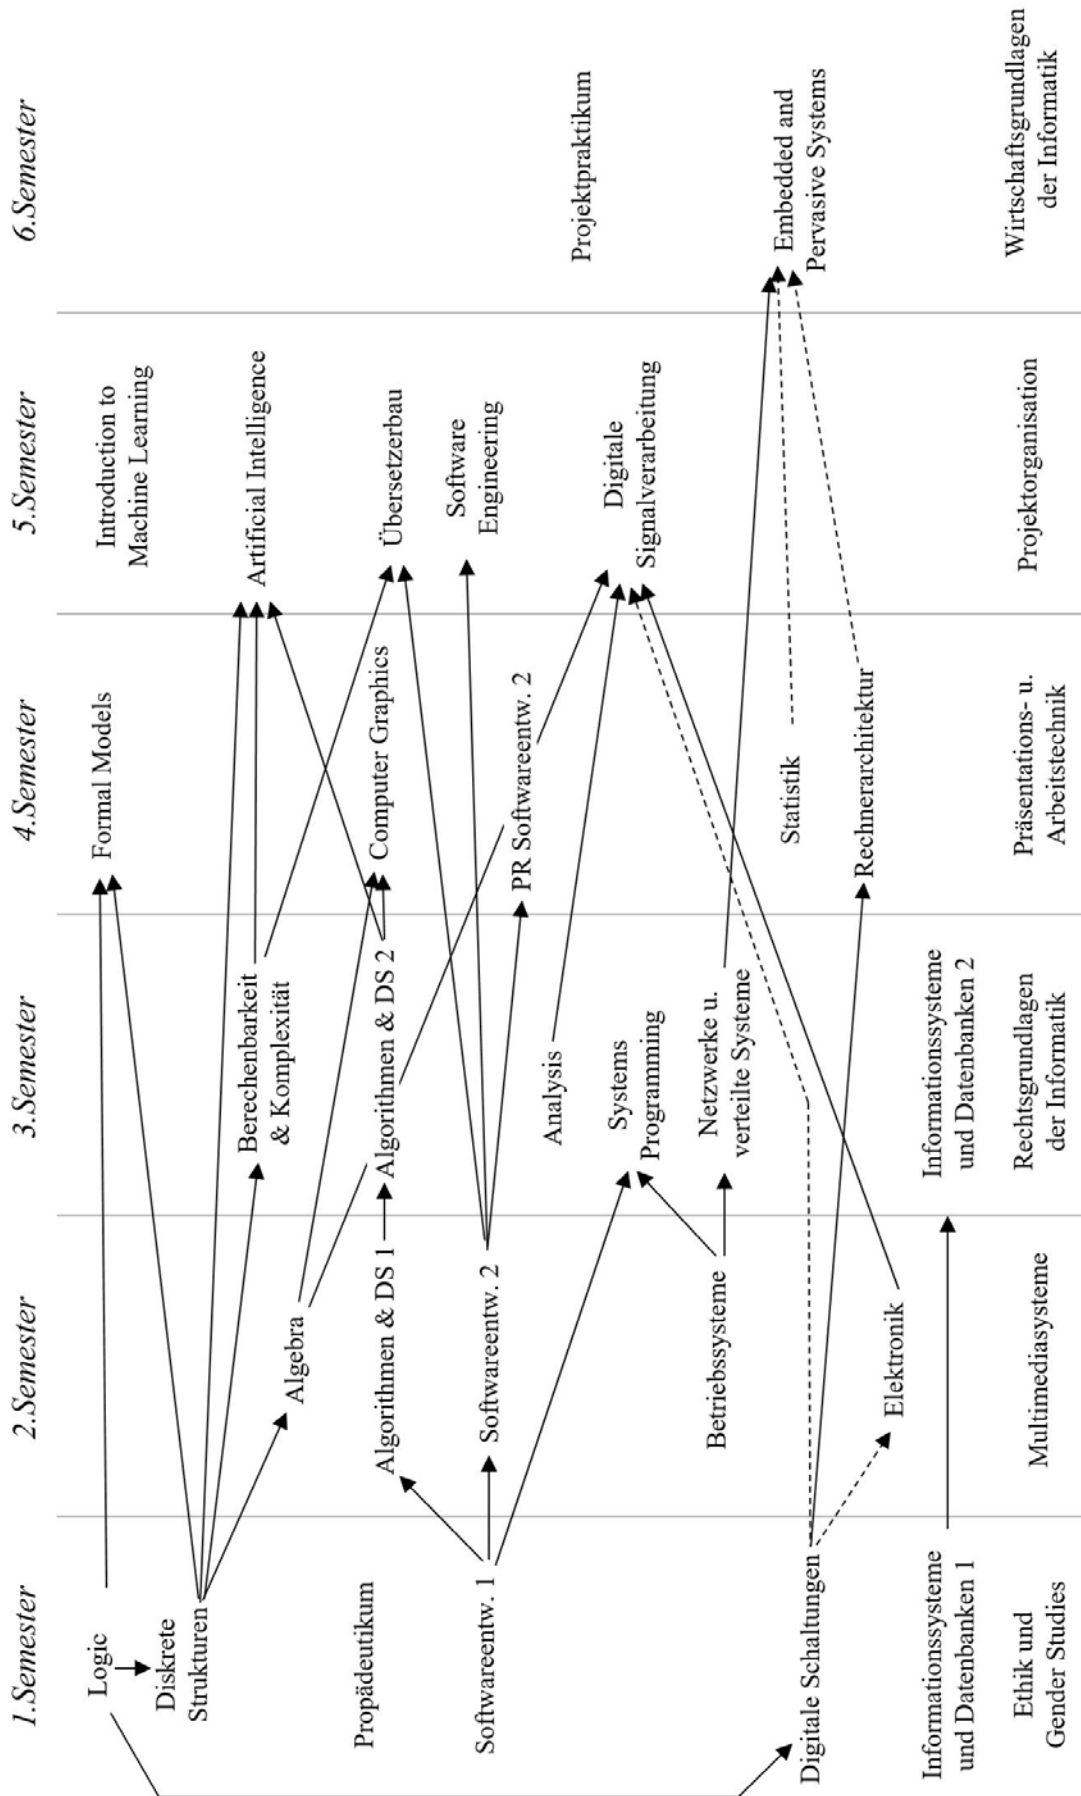 1.Semester
2.Semester
3.Semester
4.Semester
5.Semester
6.Semester
Logic
Diskrete
Strukturen
Propädeutikum
Softwareentw. 1
Digitale Schaltungen
Informationssysteme
und Datenbanken 1
Ethik und
Gender Studies
Algebra
Algorithmen & DS 1
Softwareentw. 2
Betriebssysteme
Elektronik
Multimediasysteme
Berechenbarkeit
& Komplexität
Algorithmen & DS 2
Analysis
Systems
Programming
Netzwerke u.
verteilte Systeme
Informationssysteme
und Datenbanken 2
Rechtsgrundlagen
der Informatik
Formal Models
Computer Graphics
PR Softwareentw. 2
Statistik
Rechnerarchitektur
Präsentations- u.
Arbeitstechnik
Introduction to
Machine Learning
Artificial Intelligence
Übersetzerbau
Software
Engineering
Digitale
Signalverarbeitung
Projektorganisation
Projektpraktikum
Embedded and
Pervasive Systems
Wirtschaftsgrundlagen
der Informatik